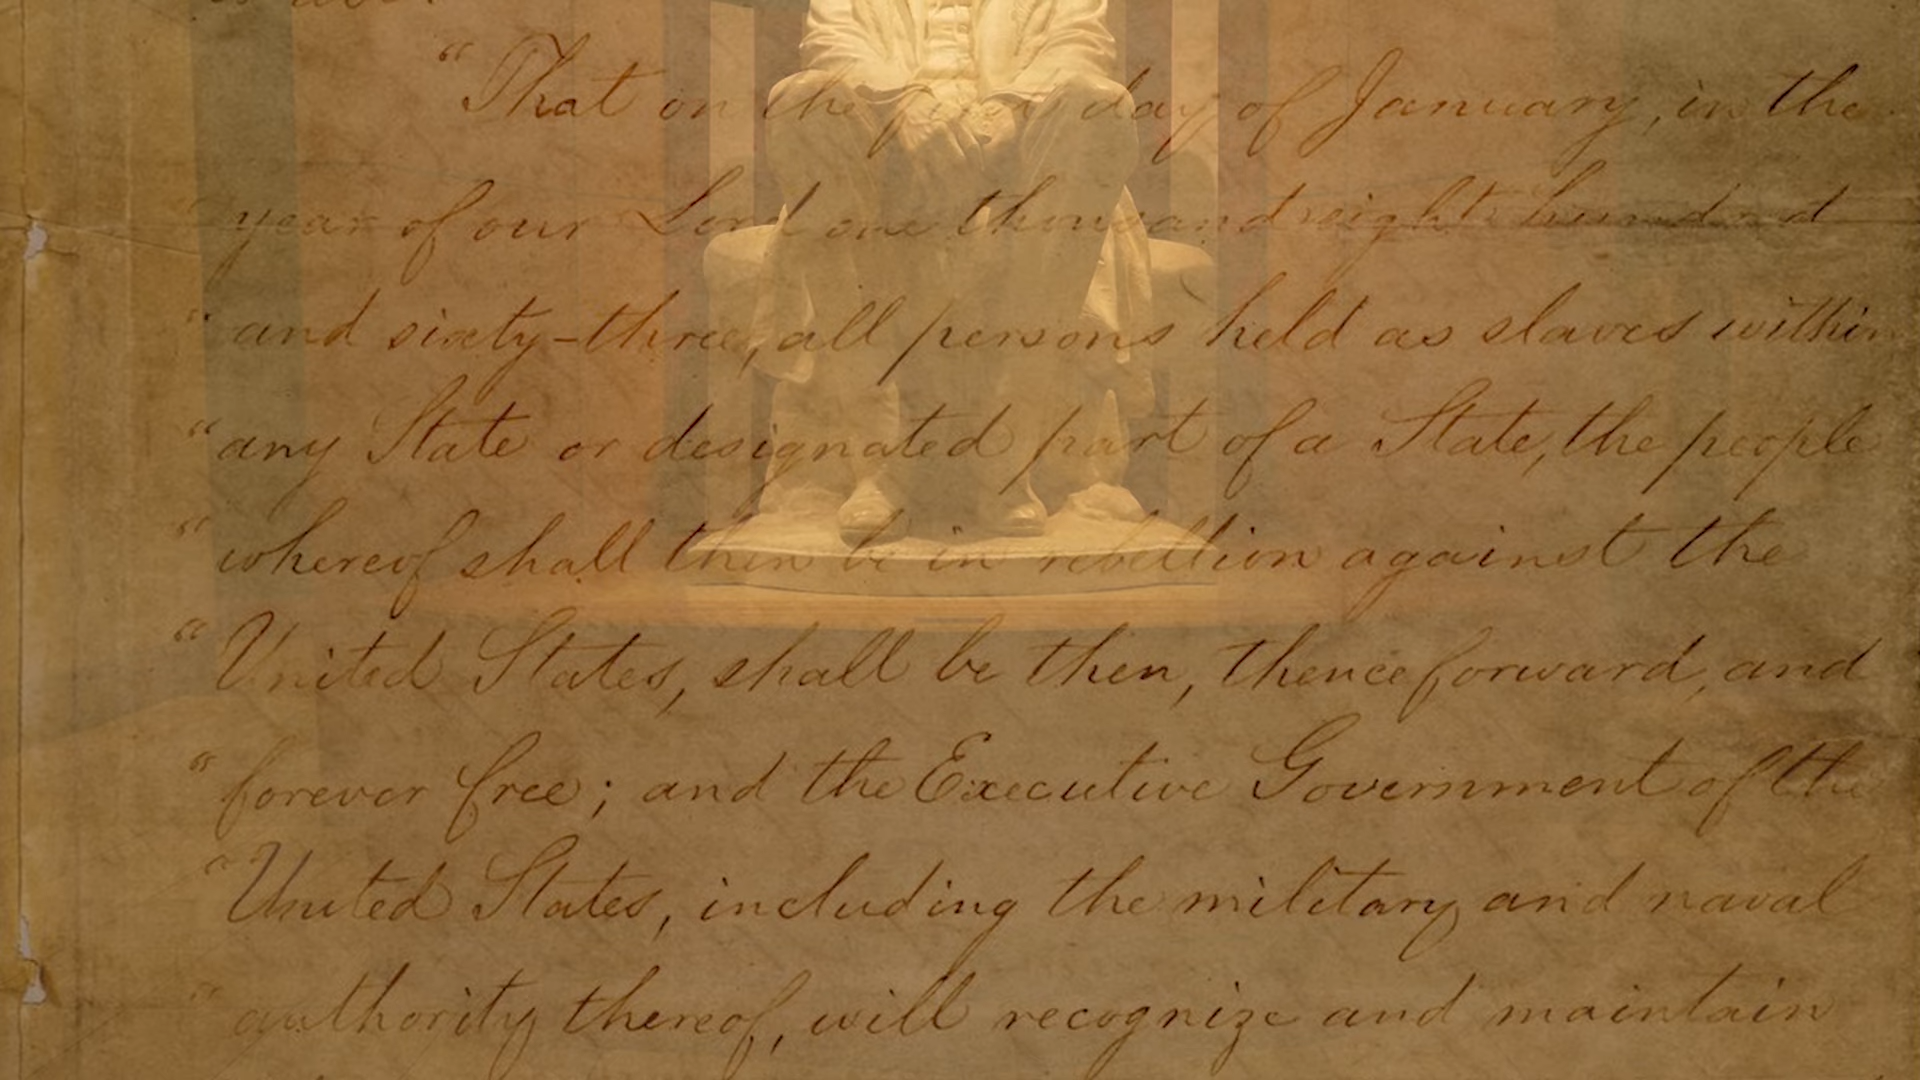 “That on the first day of January, in the
year of our Lord one thousand eight hundred
“and sixty-three, all persons held as slaves within
“any State or designated part of a State, the people
“whereof shall then be in rebellion against the
“United States, shall be then, thenceforward, and
“forever free; and the Executive Government of the
“United States, including the military and naval
“authority thereof, will recognize and maintain